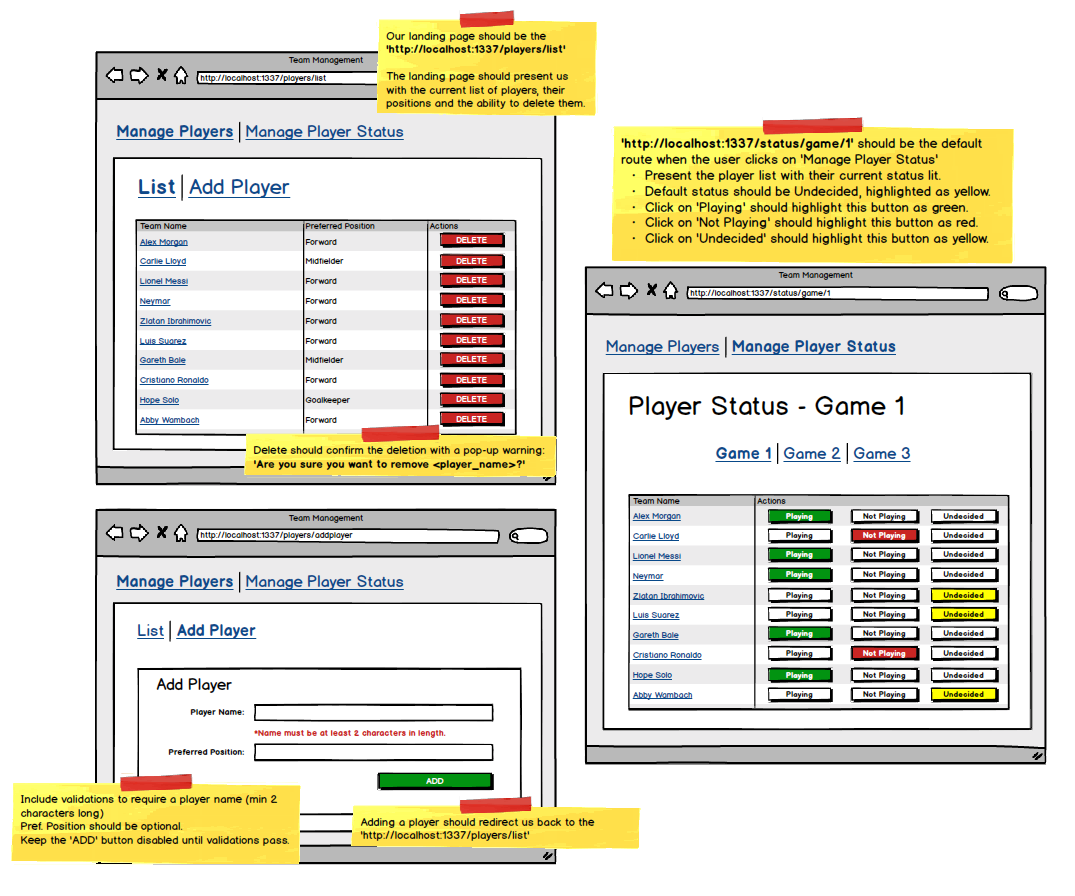 Our landing page should be the
'http://localhost:1337/players/list'
The landing page should present us
with the current list of players, their
positions and the ability to delete them.
Team Management
http://localhost:1337/players/list
Manage Players | Manage Player Status
List | Add Player
Team Name Preferred Position Actions
Alex Morgan Forward DELETE
Carlie Lloyd Midfielder DELETE
Lionel Messi Forward DELETE
Neymar Forward DELETE
Zlatan Ibrahimovic Forward DELETE
Luis Suarez Forward DELETE
Gareth Bale Midfielder DELETE
Cristiano Ronaldo Forward DELETE
Hope Solo Goalkeeper DELETE
Abby Wambach Forward DELETE
Delete should confirm the deletion with a pop-up warning:
'Are you sure you want to remove <player_name>?'
Team Management
http://localhost:1337/players/addplayer
Manage Players | Manage Player Status
List | Add Player
Add Player
Player Name:
*Name must be at least 2 characters in length.
Preferred Position:
ADD
Include validations to require a player name (min 2
characters long)
Pref. Position should be optional.
Keep the 'ADD' button disabled until validations pass.
Adding a player should redirect us back to the
'http://localhost:1337/players/list'
'http://localhost:1337/status/game/1' should be the default
route when the user clicks on 'Manage Player Status'
· Present the player list with their current status lit.
· Default status should be Undecided, highlighted as yellow.
· Click on 'Playing' should highlight this button as green.
· Click on 'Not Playing' should highlight this button as red.
· Click on 'Undecided' should highlight this button as yellow.
Team Management
http://localhost:1337/status/game/1
Manage Players | Manage Player Status
Player Status - Game 1
Game 1 | Game 2 | Game 3
Team Name Actions
Alex Morgan Playing Not Playing Undecided
Carlie Lloyd Playing Not Playing Undecided
Lionel Messi Playing Not Playing Undecided
Neymar Playing Not Playing Undecided
Zlatan Ibrahimovic Playing Not Playing Undecided
Luis Suarez Playing Not Playing Undecided
Gareth Bale Playing Not Playing Undecided
Cristiano Ronaldo Playing Not Playing Undecided
Hope Solo Playing Not Playing Undecided
Abby Wambach Playing Not Playing Undecided